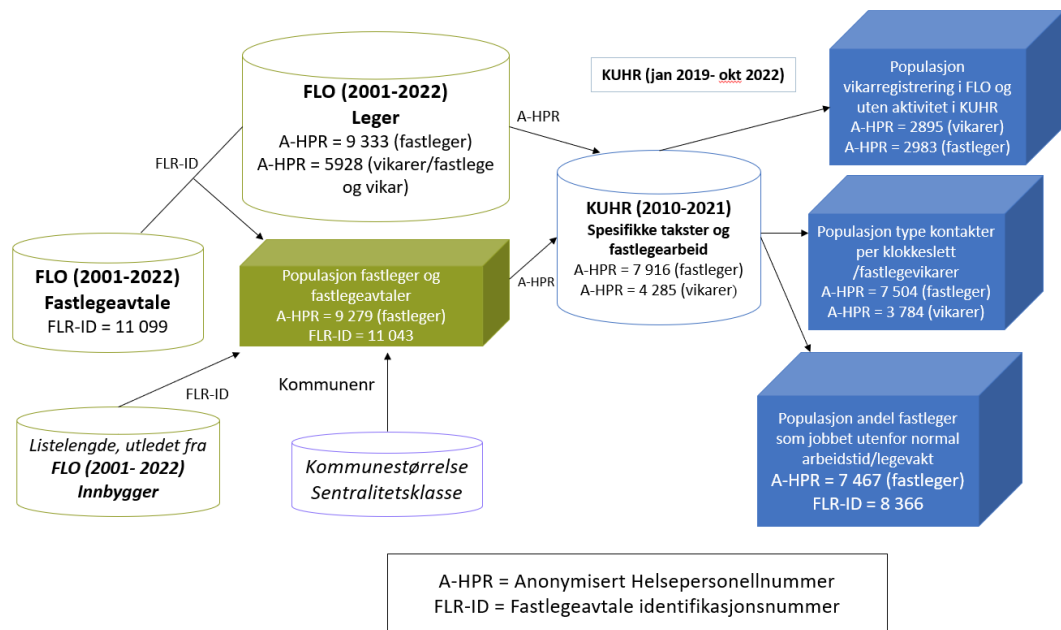 FLO (2001-2022)
Leger
A-HPR = 9 333 (fastleger)
A-HPR = 5928 (vikarer/fastlege
og vikar)
FLR-ID
A-HPR
KUHR (jan 2019- okt 2022)
Populasjon
vikarregistrering i FLO og
uten aktivitet i KUHR
A-HPR = 2895 (vikarer)
A-HPR = 2983 (fastleger)
FLO (2001-2022)
Fastlegeavtale
FLR-ID = 11 099
Populasjon fastleger og
fastlegeavtaler
A-HPR = 9 279 (fastleger)
FLR-ID = 11 043
A-HPR
KUHR (2010-2021)
Spesifikke takster og
fastlegearbeid
A-HPR = 7 916 (fastleger)
A-HPR = 4 285 (vikarer)
Populasjon type kontakter
per klokkeslett
/fastlegevikarer
A-HPR = 7 504 (fastleger)
A-HPR = 3 784 (vikarer)
FLR-ID
Kommunenr
Listelengde, utledet fra
FLO (2001- 2022)
Innbygger
Kommunestørrelse
Sentralitetsklasse
Populasjon andel fastleger
som jobbet utenfor normal
arbeidstid/legevakt
A-HPR = 7 467 (fastleger)
FLR-ID = 8 366
A-HPR = Anonymisert Helsepersonellnummer
FLR-ID = Fastlegeavtale identifikasjonsnummer